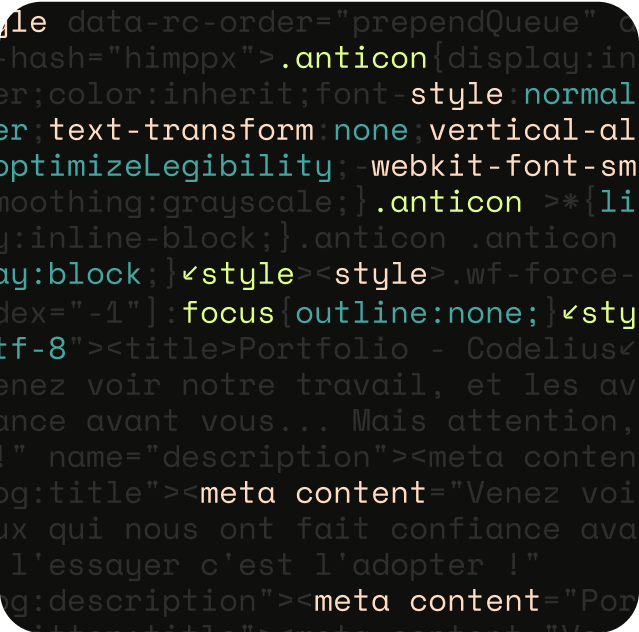 yle data-rc-order="prependQueue" d
-hash="himppx">.anticon{display:in
er;color:inherit;font-style:normal
er;text-transform:none;vertical-al
optimizeLegibility;-webkit-font-sm
moothing:grayscale;}.anticon >*{li
y:inline-block;}.anticon .anticon
ay:block;}↙style><style>.wf-force-
dex="-1"]:focus{outline:none;}↙sty
tf-8"><title>Portfolio - Codelius↙
enez voir notre travail, et les av
ance avant vous... Mais attention,
!" name="description"><meta conten
og:title"><meta content="Venez voi
ux qui nous ont fait confiance ava
l'essayer c'est l'adopter !"
og:description"><meta content="Por